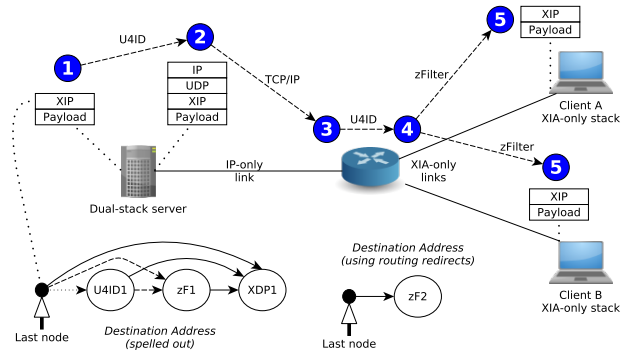 1
U4ID
2
TCP/IP
3
U4ID
4
zFilter
5
XIP
Payload
Client A
XIA-only stack
zFilter
5
XIP
Payload
Client B
XIA-only stack
XIP
Payload
IP
UDP
XIP
Payload
IP-only
link
XIA-only
links
Dual-stack server
U4ID1
zF1
XDP1
Last node
Destination Address
(spelled out)
Destination Address
(using routing redirects)
zF2
Last node